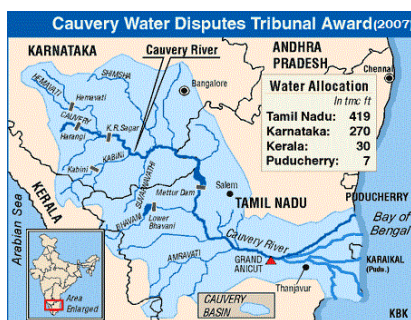 Cauvery Water Disputes Tribunal Award(2007)
KARNATAKA
Cauvery River
ANDHRA
PRADESH
Chennai
HEMAVATI
SHIMSHA
Bangalore
Hemavati
Water Allocation
In tmc ft
Tamil Nadu: 419
Karnataka: 270
Kerala: 30
Puducherry: 7
CAUVERY
K.R.Sagar
Harangi
KABINI
Kabini
SUVARNAVATHI
Mettur Dam
Salem
KERALA
TAMIL NADU
PUDUCHERRY
BHAVANI
Lower
Bhavani
Bay of
Bengal
Arabian Sea
Cauvery River
AMRAVATI
GRAND
ANICUT
KARAIKAL
(Pudu.)
Thanjavur
Area
Enlarged
CAUVERY
BASIN
KBK